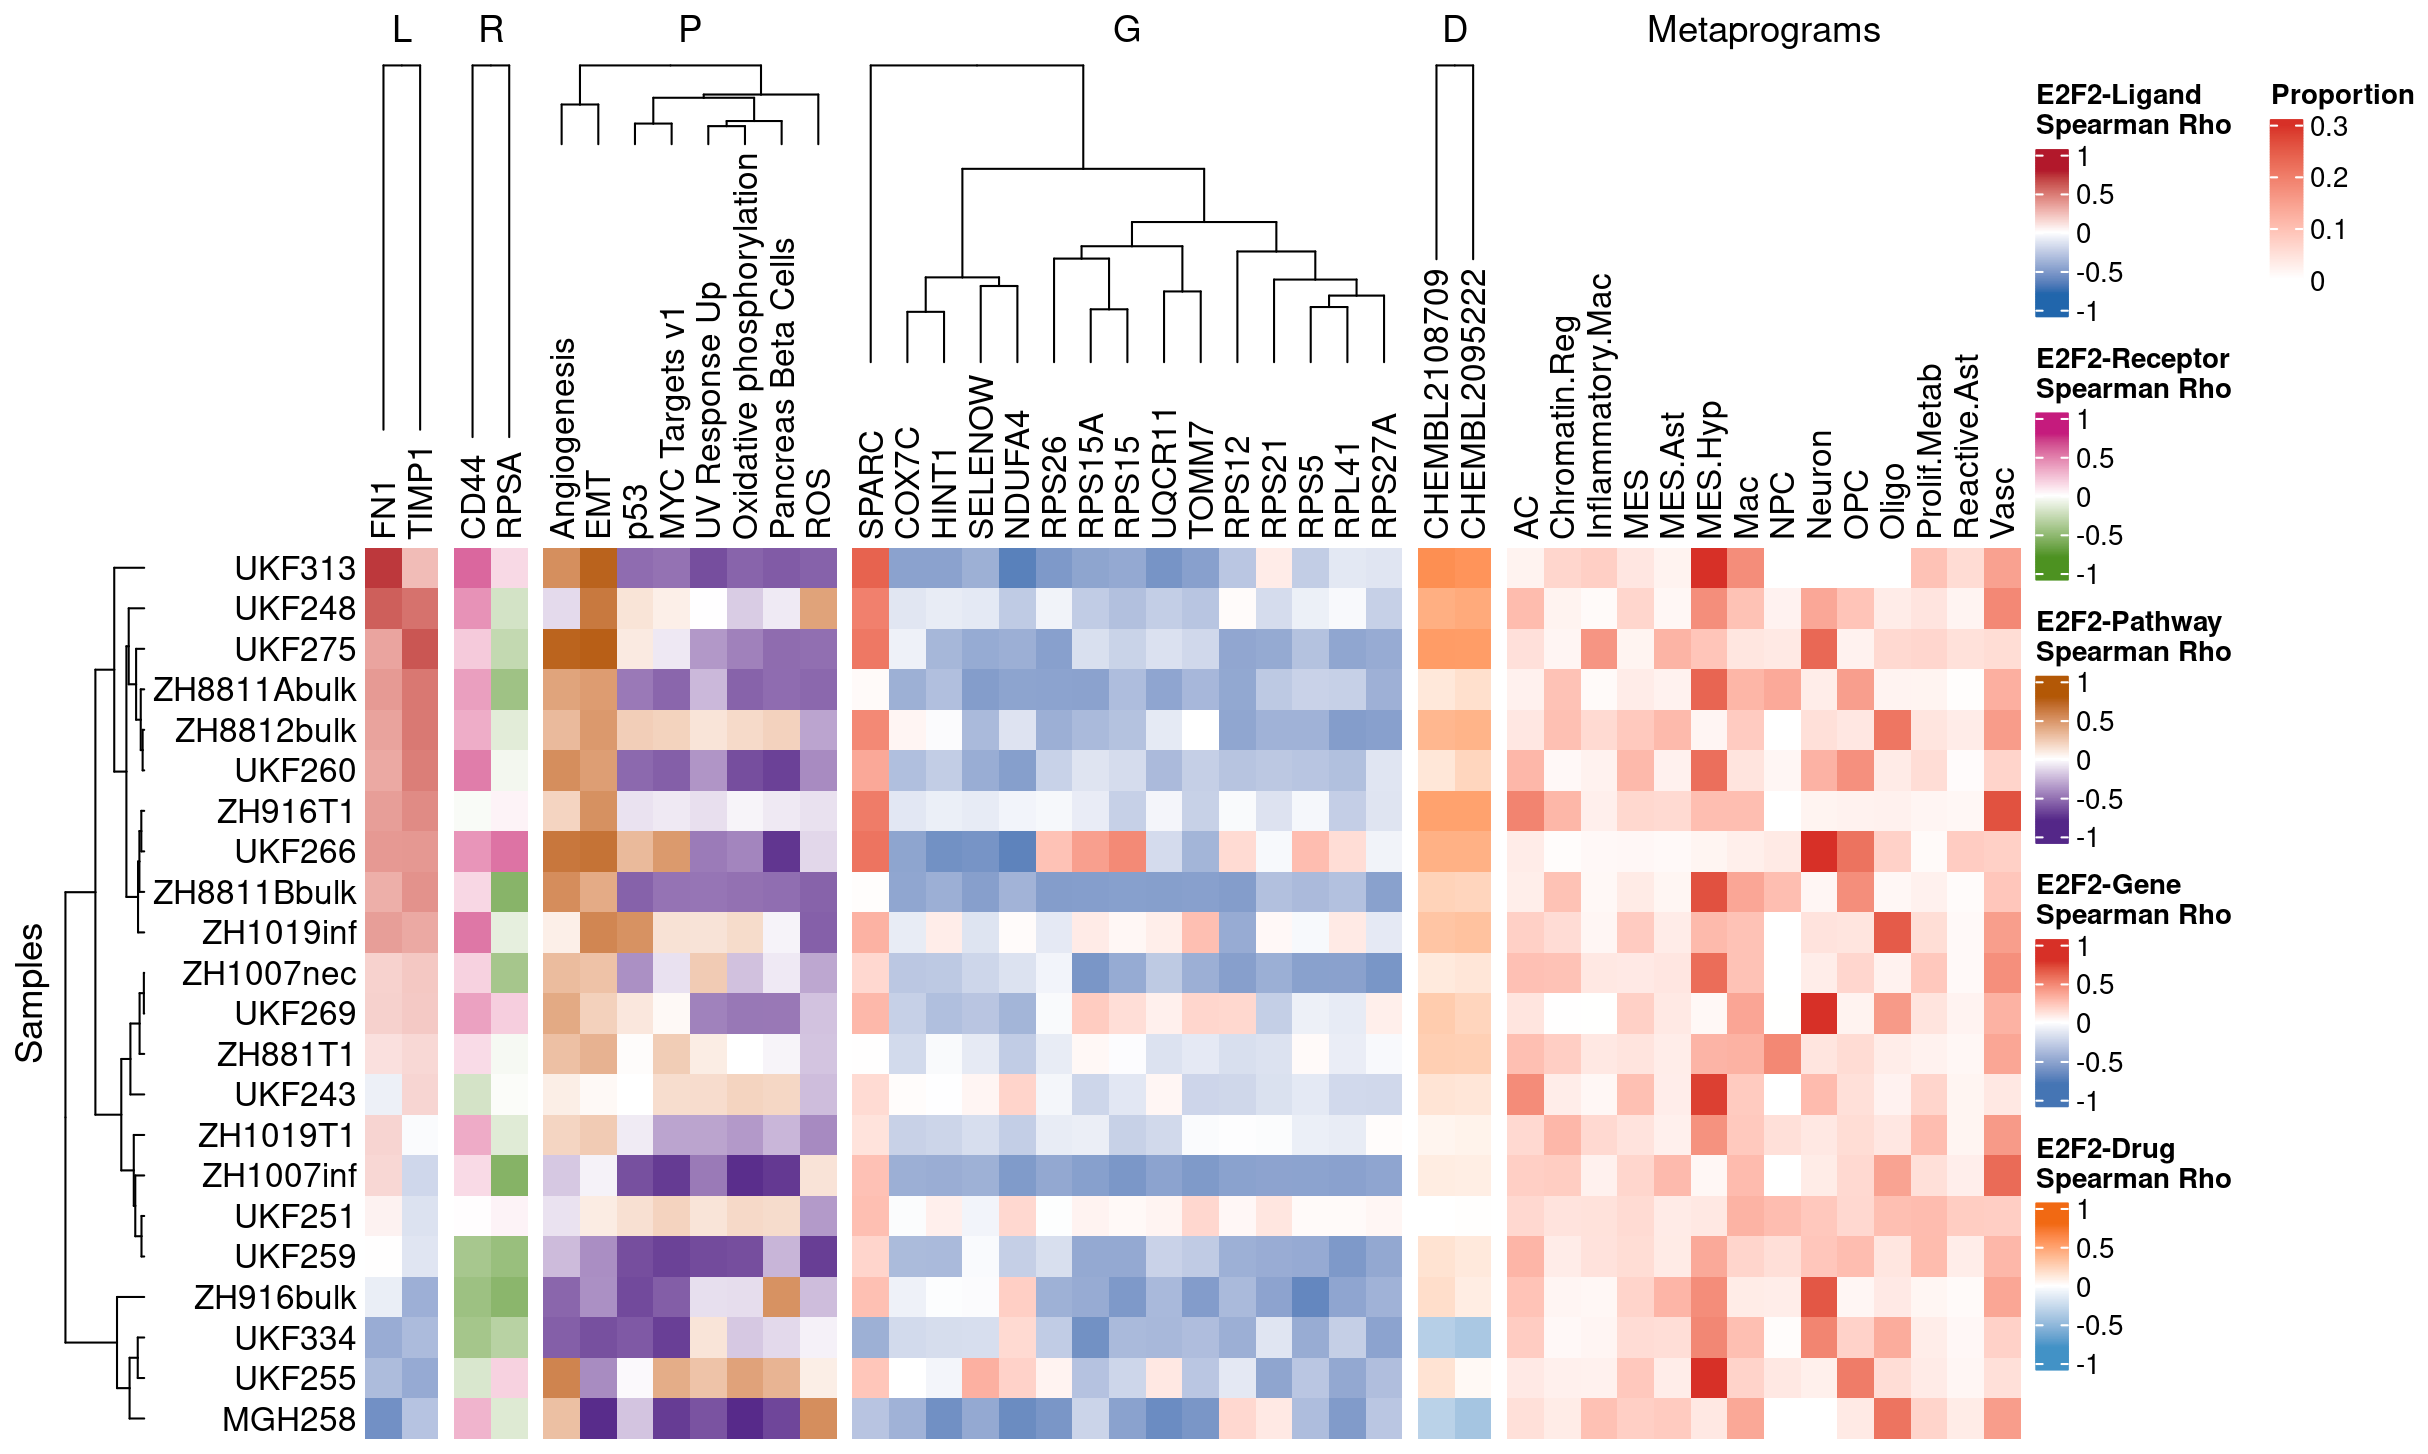 L
R
P
G
D
Metaprograms
FN1
TIMP1
CD44
RPSA
Angiogenesis
EMT
p53
MYC Targets v1
UV Response Up
Oxidative phosphorylation
Pancreas Beta Cells
ROS
SPARC
COX7C
HINT1
SELENOW
NDUFA4
RPS26
RPS15A
RPS15
UQCR11
TOMM7
RPS12
RPS21
RPS5
RPL41
RPS27A
CHEMBL2108709
CHEMBL2095222
AC
Chromatin.Reg
Inflammatory.Mac
MES
MES.Ast
MES.Hyp
Mac
NPC
Neuron
OPC
Oligo
Prolif.Metab
Reactive.Ast
Vasc
Samples
UKF313
UKF248
UKF275
ZH8811Abulk
ZH8812bulk
UKF260
ZH916T1
UKF266
ZH8811Bbulk
ZH1019inf
ZH1007nec
UKF269
ZH881T1
UKF243
ZH1019T1
ZH1007inf
UKF251
UKF259
ZH916bulk
UKF334
UKF255
MGH258
E2F2-Ligand
Spearman Rho
1
0.5
0
-0.5
-1
E2F2-Receptor
Spearman Rho
1
0.5
0
-0.5
-1
E2F2-Pathway
Spearman Rho
1
0.5
0
-0.5
-1
E2F2-Gene
Spearman Rho
1
0.5
0
-0.5
-1
E2F2-Drug
Spearman Rho
1
0.5
0
-0.5
-1
Proportion
0.3
0.2
0.1
0